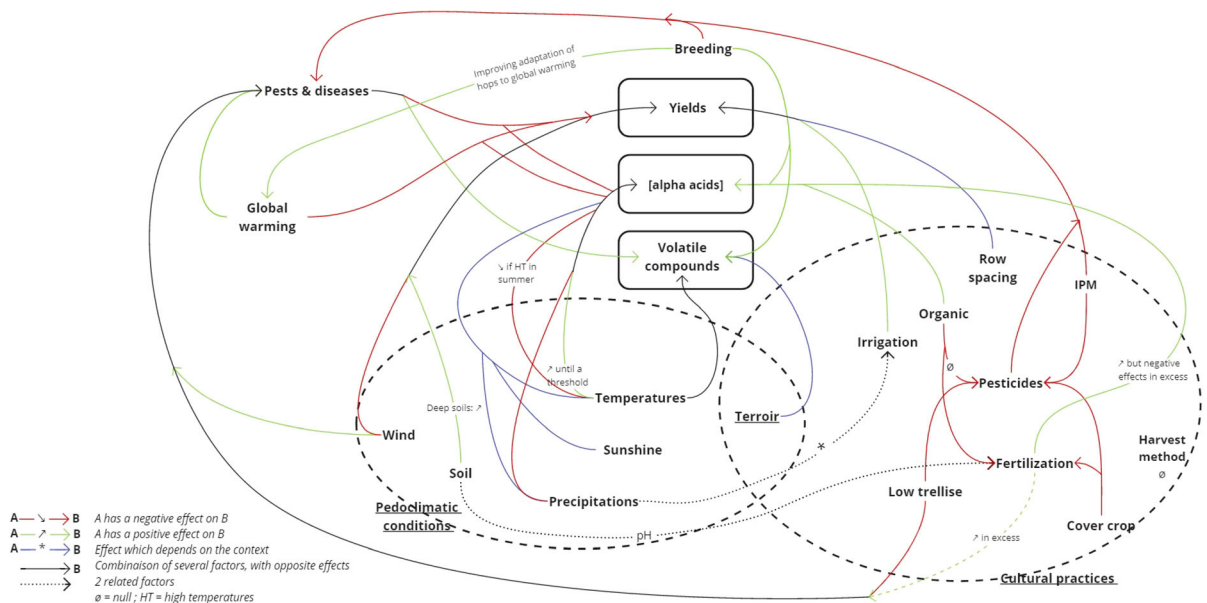 Breeding
Improving adaptation of
hops to global warming
Pests & diseases
Yields
[alpha acids]
Global
warming
Volatile
compounds
Row
spacing
↘ if HT in
summer
IPM
Organic
Irrigation
ø
↗ but negative
effects in excess
↗ until a
threshold
Pesticides
Temperatures
Deep soils: ↗
Terroir
Wind
*
Harvest
method
ø
Sunshine
Soil
Fertilization
Low trellise
Precipitations
Pedoclimatic
conditions
Cover crop
pH
↗ in excess
Cultural practices
A ↘ B A has a negative effect on B
A ↗ B A has a positive effect on B
A * B Effect which depends on the context
B Combinaison of several factors, with opposite effects
2 related factors
ø = null ; HT = high temperatures